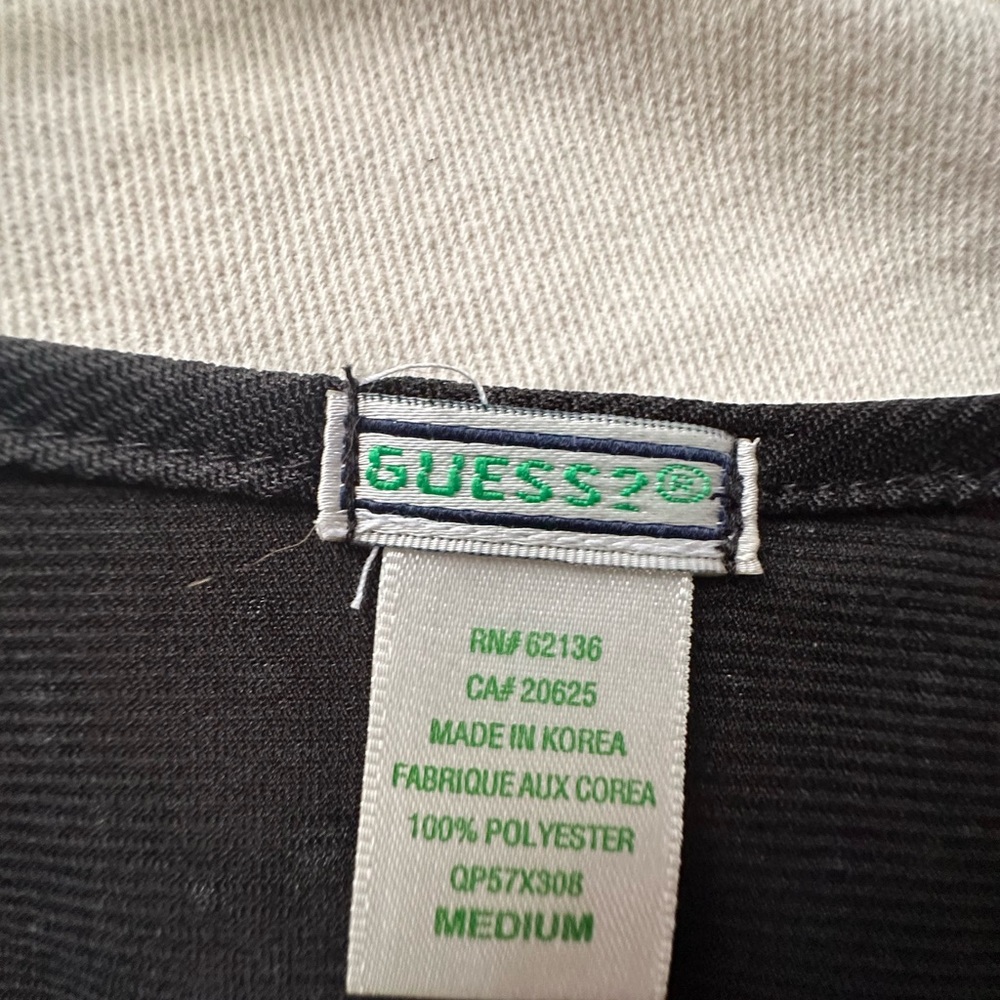 GUESS?®
RN# 62136
CA# 20625
MADE IN KOREA
FABRIQUE AUX COREA
100% POLYESTER
QP57X308
MEDIUM